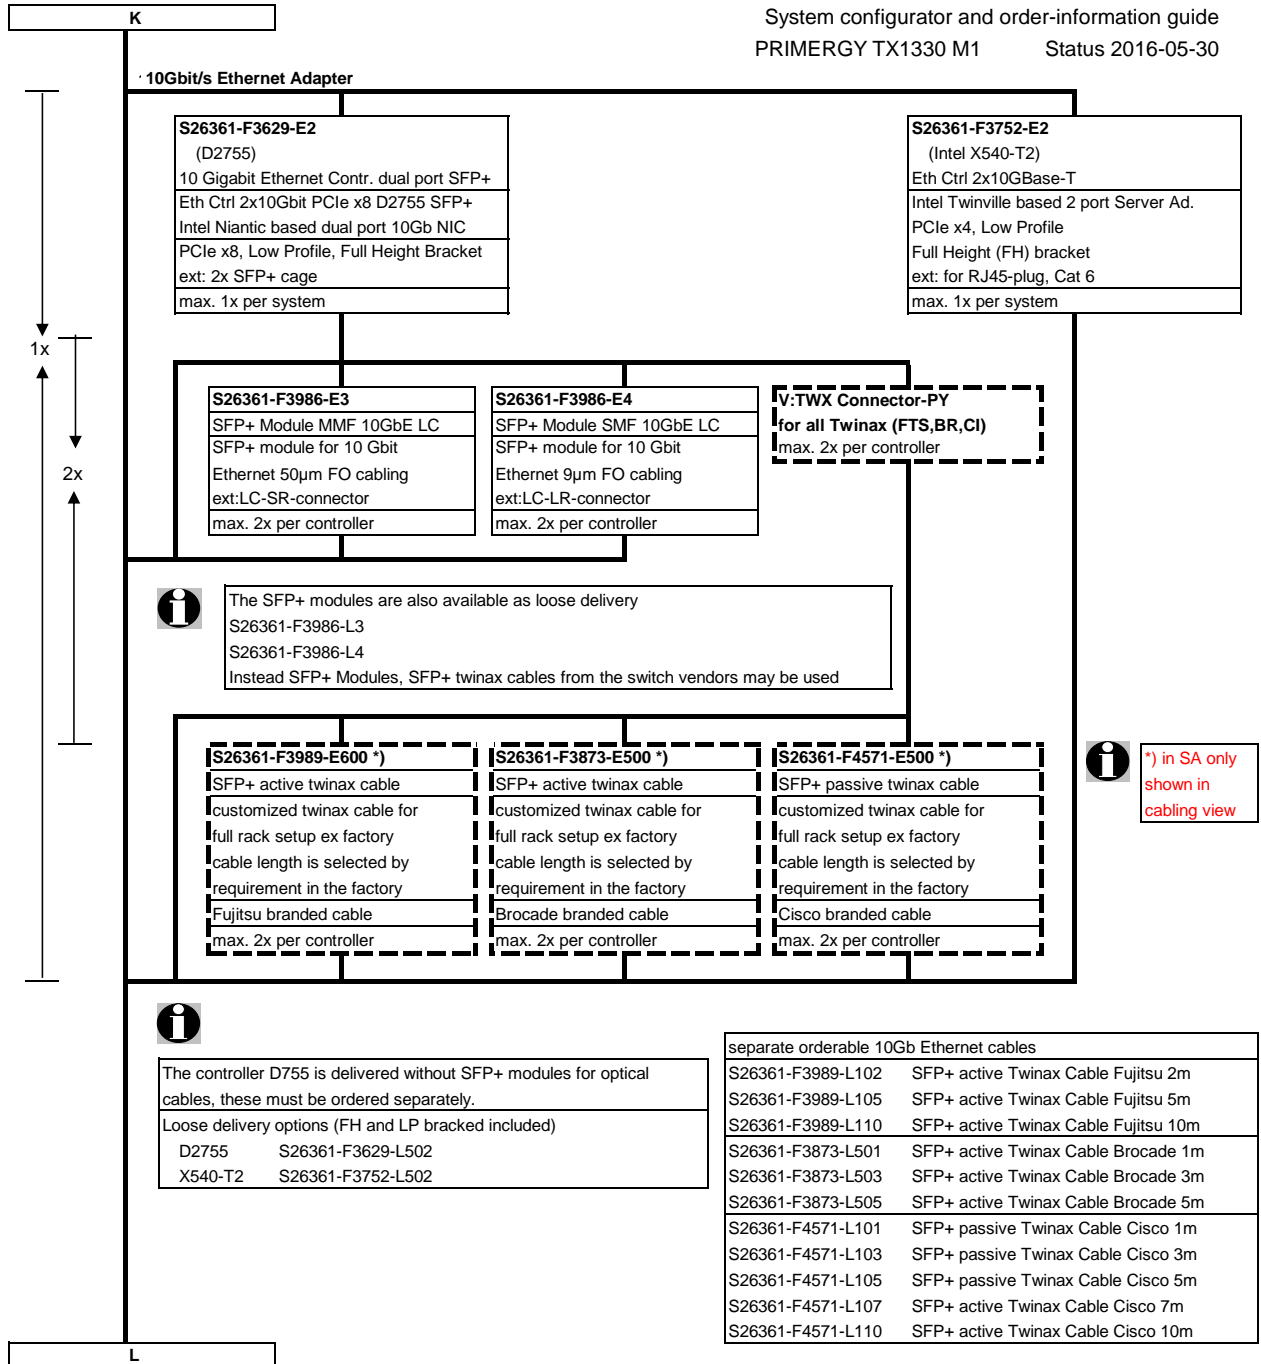 K
System configurator and order-information guide
PRIMERGY TX1330 M1 Status 2016-05-30
10Gbit/s Ethernet Adapter
S26361-F3629-E2
(D2755)
10 Gigabit Ethernet Contr. dual port SFP+
Eth Ctrl 2x10Gbit PCIe x8 D2755 SFP+
Intel Niantic based dual port 10Gb NIC
PCIe x8, Low Profile, Full Height Bracket
ext: 2x SFP+ cage
max. 1x per system
S26361-F3752-E2
(Intel X540-T2)
Eth Ctrl 2x10GBase-T
Intel Twinville based 2 port Server Ad.
PCIe x4, Low Profile
Full Height (FH) bracket
ext: for RJ45-plug, Cat 6
max. 1x per system
1x
2x
S26361-F3986-E3
SFP+ Module MMF 10GbE LC
SFP+ module for 10 Gbit
Ethernet 50µm FO cabling
ext:LC-SR-connector
max. 2x per controller
S26361-F3986-E4
SFP+ Module SMF 10GbE LC
SFP+ module for 10 Gbit
Ethernet 9µm FO cabling
ext:LC-LR-connector
max. 2x per controller
V:TWX Connector-PY
for all Twinax (FTS,BR,CI)
max. 2x per controller
The SFP+ modules are also available as loose delivery
S26361-F3986-L3
S26361-F3986-L4
Instead SFP+ Modules, SFP+ twinax cables from the switch vendors may be used
S26361-F3989-E600 *)
SFP+ active twinax cable
customized twinax cable for
full rack setup ex factory
cable length is selected by
requirement in the factory
Fujitsu branded cable
max. 2x per controller
S26361-F3873-E500 *)
SFP+ active twinax cable
customized twinax cable for
full rack setup ex factory
cable length is selected by
requirement in the factory
Brocade branded cable
max. 2x per controller
S26361-F4571-E500 *)
SFP+ passive twinax cable
customized twinax cable for
full rack setup ex factory
cable length is selected by
requirement in the factory
Cisco branded cable
max. 2x per controller
*) in SA only
shown in
cabling view
The controller D755 is delivered without SFP+ modules for optical
cables, these must be ordered separately.
Loose delivery options (FH and LP bracked included)
D2755 S26361-F3629-L502
X540-T2 S26361-F3752-L502
separate orderable 10Gb Ethernet cables
S26361-F3989-L102 SFP+ active Twinax Cable Fujitsu 2m
S26361-F3989-L105 SFP+ active Twinax Cable Fujitsu 5m
S26361-F3989-L110 SFP+ active Twinax Cable Fujitsu 10m
S26361-F3873-L501 SFP+ active Twinax Cable Brocade 1m
S26361-F3873-L503 SFP+ active Twinax Cable Brocade 3m
S26361-F3873-L505 SFP+ active Twinax Cable Brocade 5m
S26361-F4571-L101 SFP+ passive Twinax Cable Cisco 1m
S26361-F4571-L103 SFP+ passive Twinax Cable Cisco 3m
S26361-F4571-L105 SFP+ passive Twinax Cable Cisco 5m
S26361-F4571-L107 SFP+ active Twinax Cable Cisco 7m
S26361-F4571-L110 SFP+ active Twinax Cable Cisco 10m
L